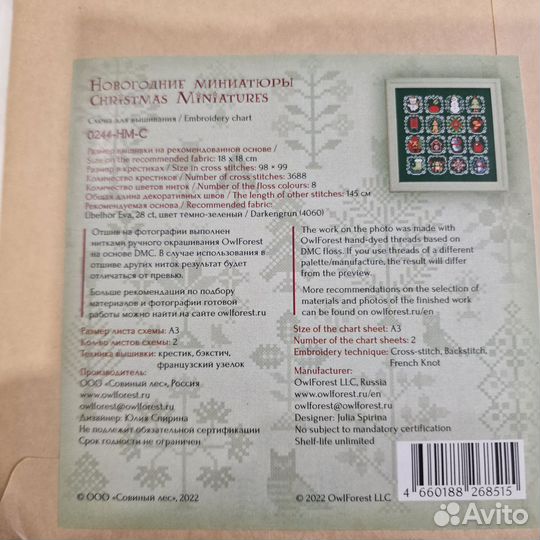 Новогодние миниатюры
Christmas Miniatures
Схема для вышивания / Embroidery chart
0244-НМ-С
Размер вышивки на рекомендованной основе /
Size on the recommended fabric: 18 x 18 cm
Размер в крестиках / Size in cross stitches: 98 × 99
Количество крестиков / Number of cross stitches: 3688
Количество цветов ниток / Number of the floss colours: 8
Общая длина декоративных швов / The length of other stitches: 145 см
Рекомендуемая основа / Recommended fabric:
Ubelhor Eva, 28 ct, цвет темно-зеленый / Darkengrun (4060)
Отшив на фотографии выполнен
нитками ручного окрашивания OwlForest
на основе DMC. В случае использования в
отшиве других ниток результат будет
отличаться от превью.
Больше рекомендаций по подбору
материалов и фотографии готовой
работы можно найти на сайте owlforest.ru
The work on the photo was made with
OwlForest hand-dyed threads based on
DMC floss. If you use threads of a different
palette/manufacture, the result will differ
from the preview.
More recommendations on the selection of
materials and photos of the finished work
can be found on owlforest.ru/en
Размер листа схемы: А3
Кол-во листов схемы: 2
Техника вышивки: крестик, бэкстич,
французский узелок
Производитель:
ООО «Совиный лес», Россия
www.owlforest.ru
owlforest@owlforest.ru
Дизайнер: Юлия Спирина
Не подлежит обязательной сертификации
Срок годности не ограничен
Size of the chart sheet: A3
Number of the chart sheets: 2
Embroidery technique: Cross-stitch, Backstitch,
French Knot
Manufacturer:
OwlForest LLC, Russia
www.owlforest.ru/en
owlforest@owlforest.ru
Designer: Julia Spirina
No subject to mandatory certification
Shelf-life unlimited
© ООО «Совиный лес», 2022
© 2022 OwlForest LLC
4 660188 268515
Avito